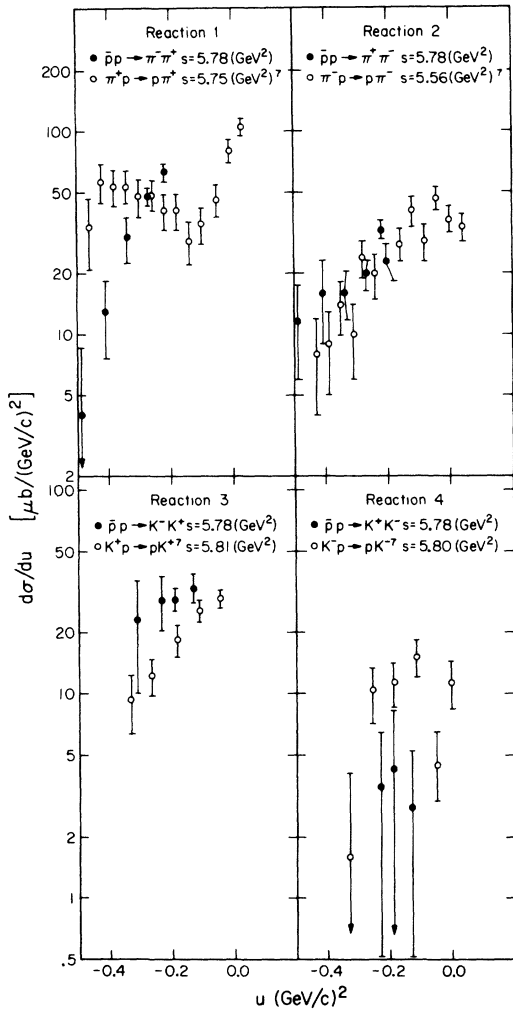 Reaction 1
● p̄p → π⁻π⁺ s=5.78(GeV²)
○ π⁺p → pπ⁺ s=5.75(GeV²)⁷
Reaction 2
● p̄p → π⁺π⁻ s=5.78(GeV²)
○ π⁻p → pπ⁻ s=5.56(GeV²)⁷
200
100
50
20
10
5
2
dσ/du [μb/(GeV/c)²]
Reaction 3
● p̄p → K⁻K⁺ s=5.78(GeV²)
○ K⁺p → pK⁺⁷ s=5.81(GeV²)
Reaction 4
● p̄p → K⁺K⁻ s=5.78(GeV²)
○ K⁻p → pK⁻⁷ s=5.80(GeV²)
100
50
20
10
5
2
1
.5
-0.4 -0.2 0.0 -0.4 -0.2 0.0
u (GeV/c)²